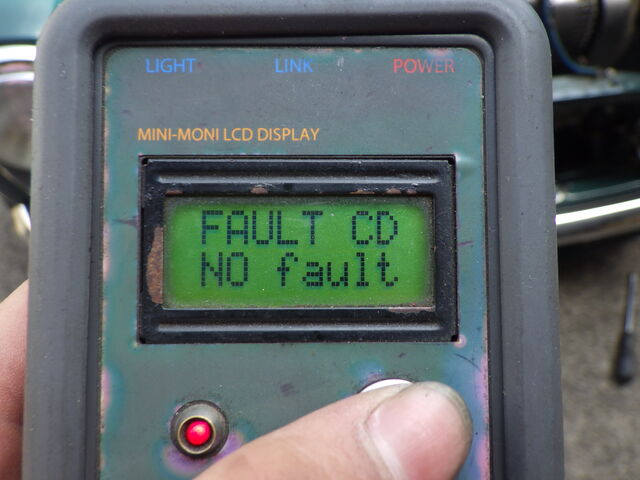 LIGHT LINK POWER
MINI-MONI LCD DISPLAY
FAULT CD
NO fault